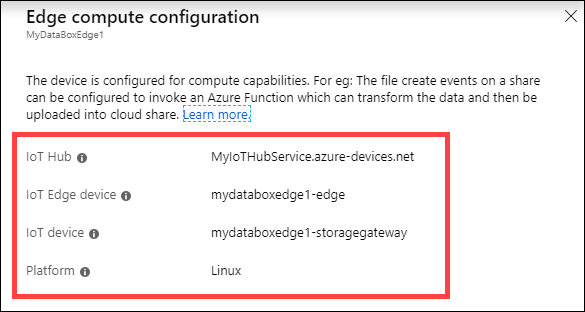 Edge compute configuration
MyDataBoxEdge1
The device is configured for compute capabilities. For eg: The file create events on a share
can be configured to invoke an Azure Function which can transform the data and then be
uploaded into cloud share. Learn more.
IoT Hub MyIoTHubService.azure-devices.net
IoT Edge device mydataboxedge1-edge
IoT device mydataboxedge1-storagegateway
Platform Linux